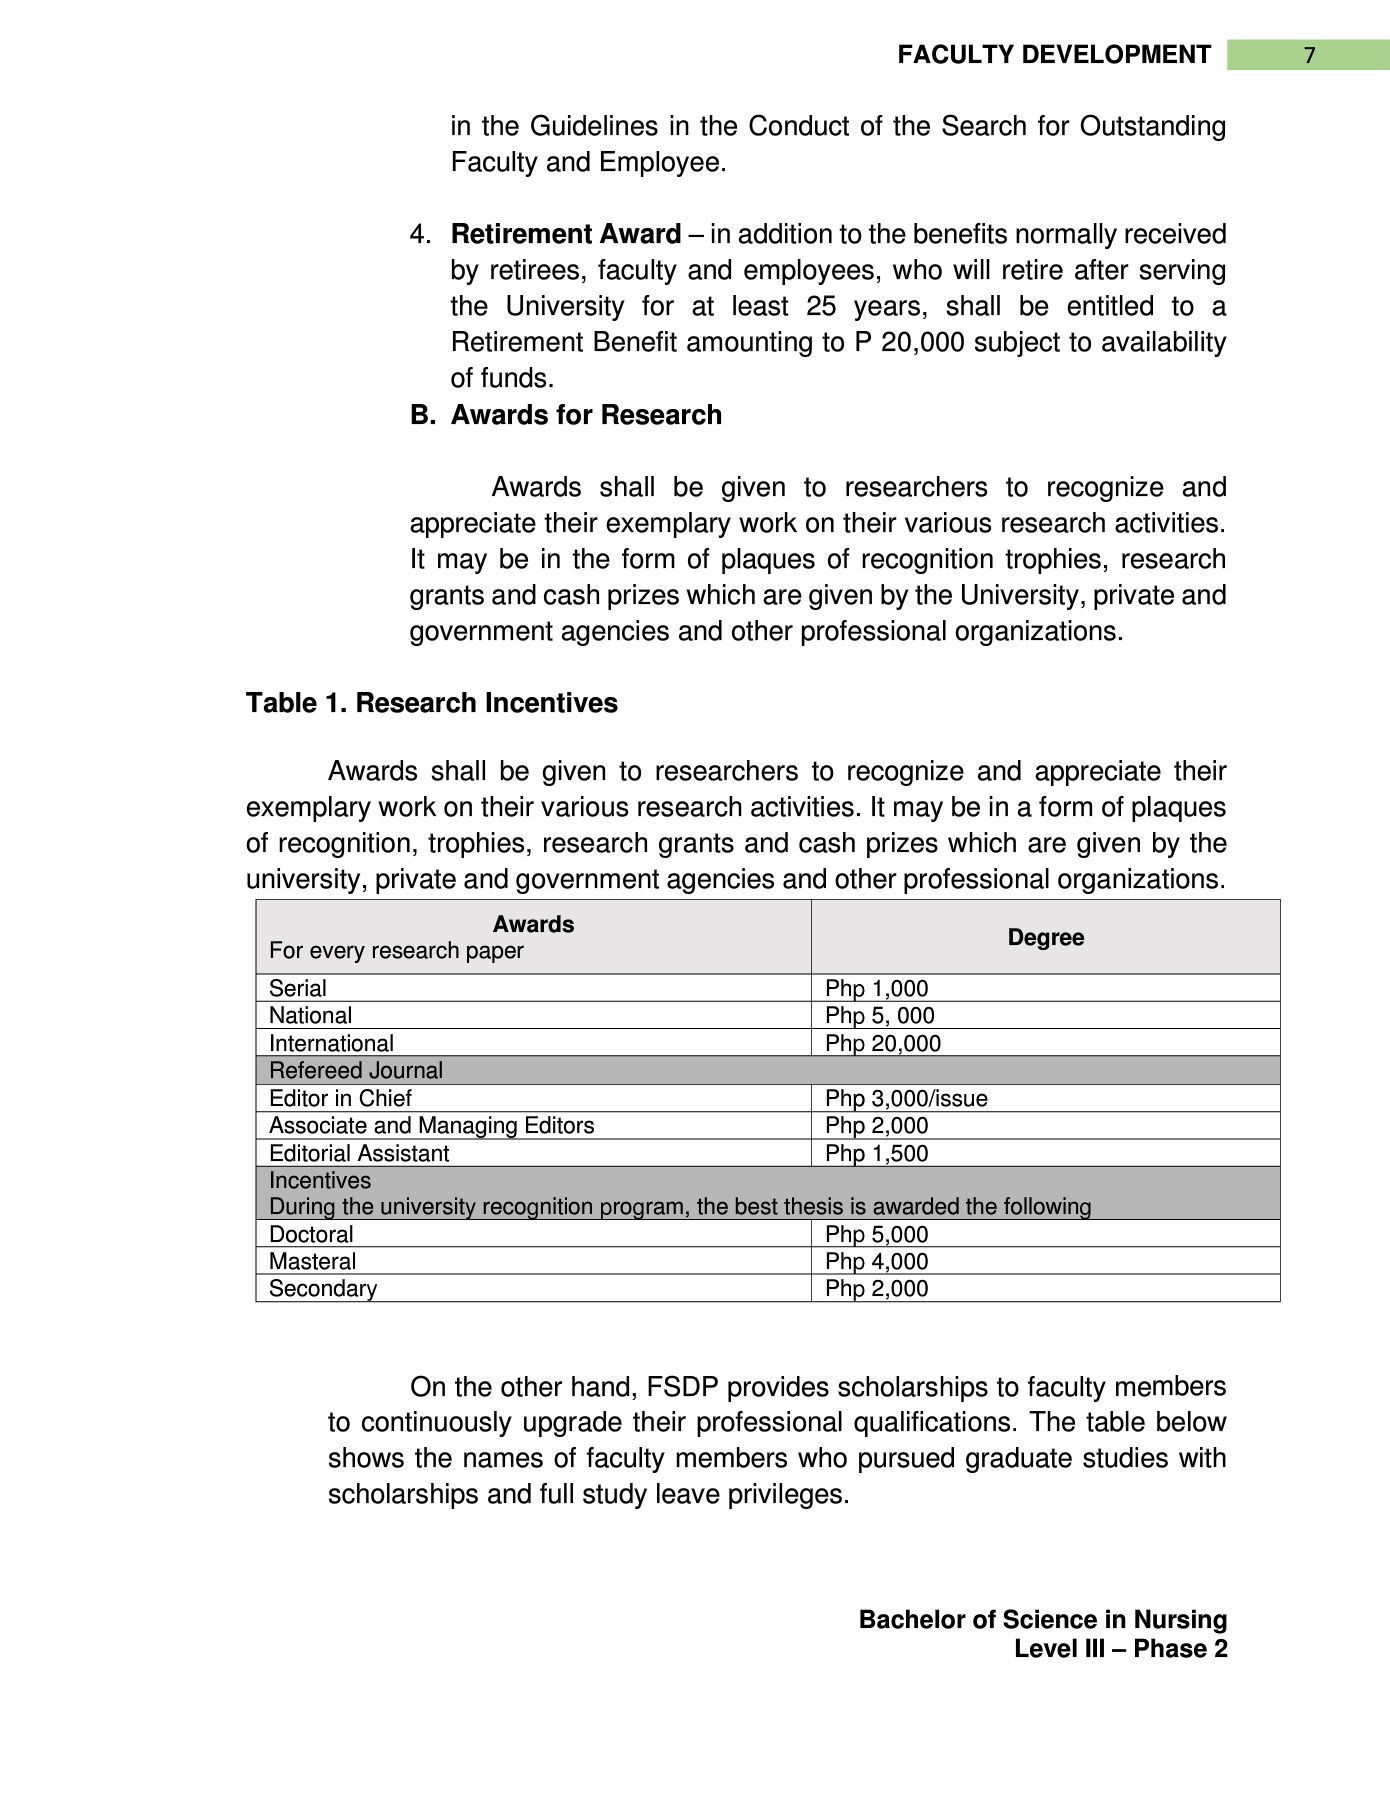 FACULTY DEVELOPMENT 7
in the Guidelines in the Conduct of the Search for Outstanding
Faculty and Employee.
4. Retirement Award – in addition to the benefits normally received
by retirees, faculty and employees, who will retire after serving
the University for at least 25 years, shall be entitled to a
Retirement Benefit amounting to P 20,000 subject to availability
of funds.
B. Awards for Research
Awards shall be given to researchers to recognize and
appreciate their exemplary work on their various research activities.
It may be in the form of plaques of recognition trophies, research
grants and cash prizes which are given by the University, private and
government agencies and other professional organizations.
Table 1. Research Incentives
Awards shall be given to researchers to recognize and appreciate their
exemplary work on their various research activities. It may be in a form of plaques
of recognition, trophies, research grants and cash prizes which are given by the
university, private and government agencies and other professional organizations.
Awards
For every research paper
Degree
Serial Php 1,000
National Php 5, 000
International Php 20,000
Refereed Journal
Editor in Chief Php 3,000/issue
Associate and Managing Editors Php 2,000
Editorial Assistant Php 1,500
Incentives
During the university recognition program, the best thesis is awarded the following
Doctoral Php 5,000
Masteral Php 4,000
Secondary Php 2,000
On the other hand, FSDP provides scholarships to faculty members
to continuously upgrade their professional qualifications. The table below
shows the names of faculty members who pursued graduate studies with
scholarships and full study leave privileges.
Bachelor of Science in Nursing
Level III – Phase 2